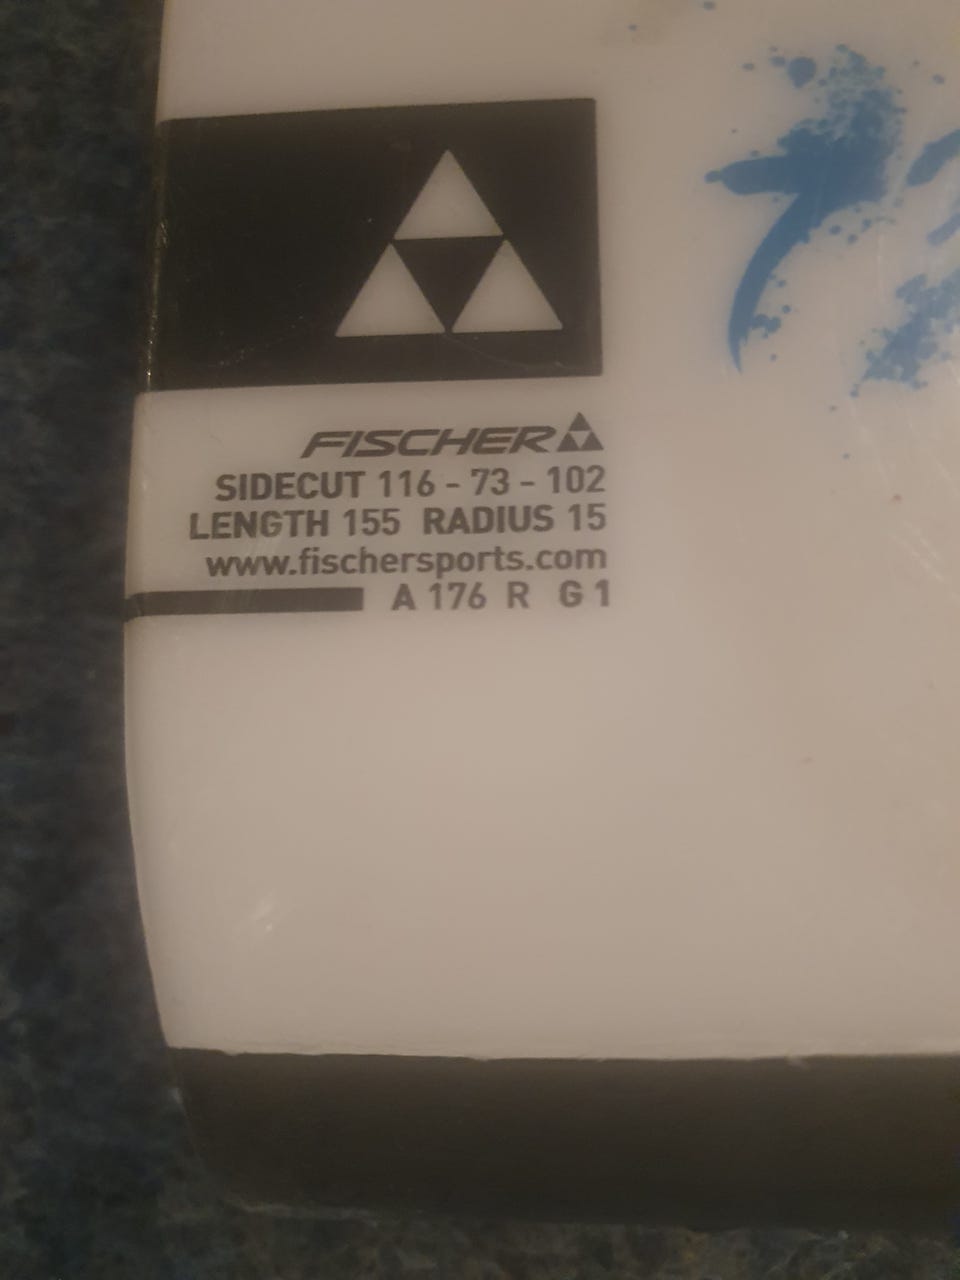 FISCHER
SIDECUT 116 - 73 - 102
LENGTH 155 RADIUS 15
www.fischersports.com
A 176 R G 1